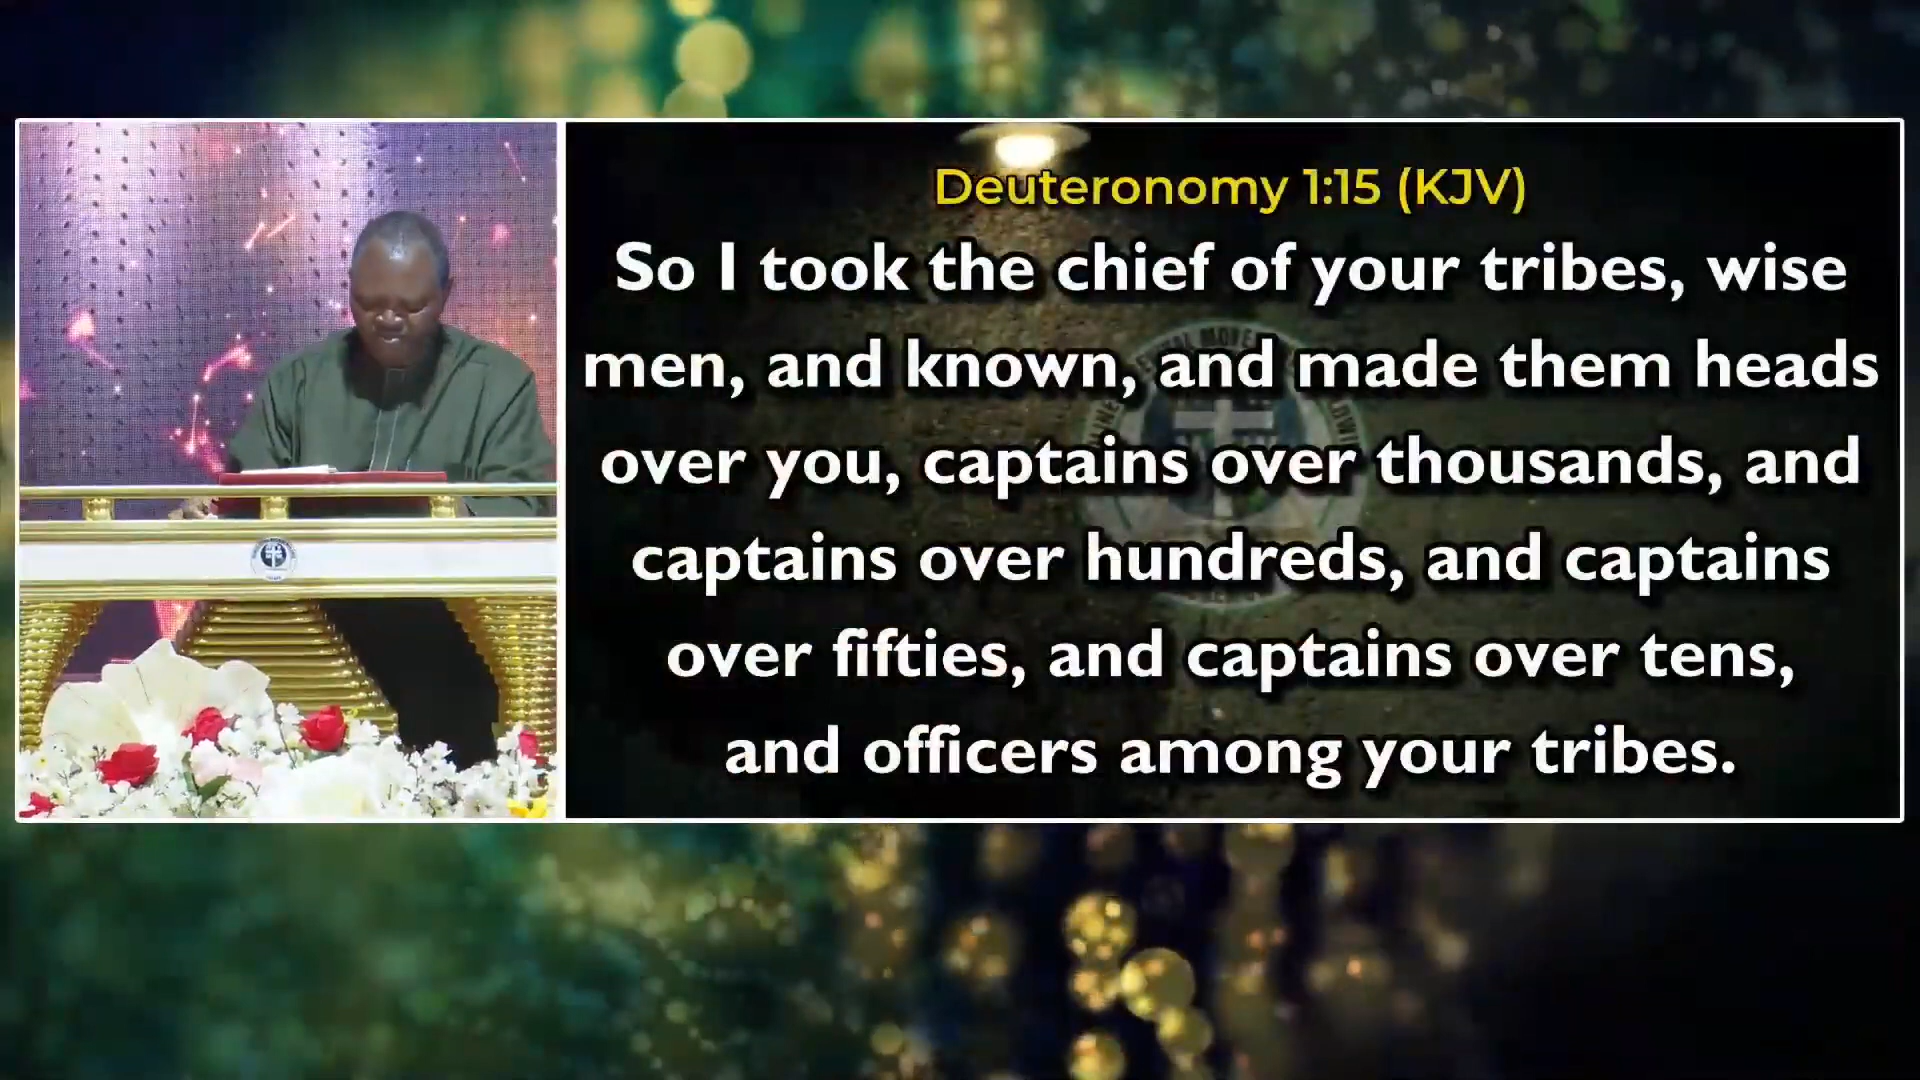 Deuteronomy 1:15 (KJV)
So I took the chief of your tribes, wise
men, and known, and made them heads
over you, captains over thousands, and
captains over hundreds, and captains
over fifties, and captains over tens,
and officers among your tribes.